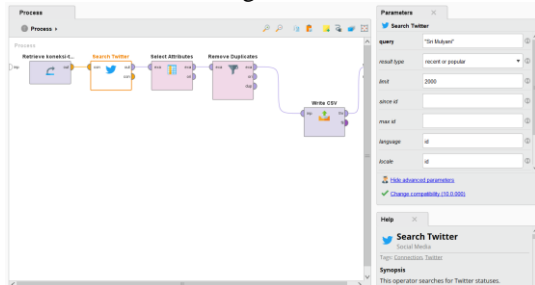 Process
Process
Process
Retrieve koneksi-t...
Search Twitter
Select Attributes
Remove Duplicates
Write CSV
Parameters
Search Twitter
query
"Sri Mulyani"
result type
recent or popular
limit
2000
since id
max id
language
id
locale
id
Hide advanced parameters
Change compatibility (10.0.000)
Help
Search Twitter
Social Media
Tags: Connection, Twitter
Synopsis
This operator searches for Twitter statuses.